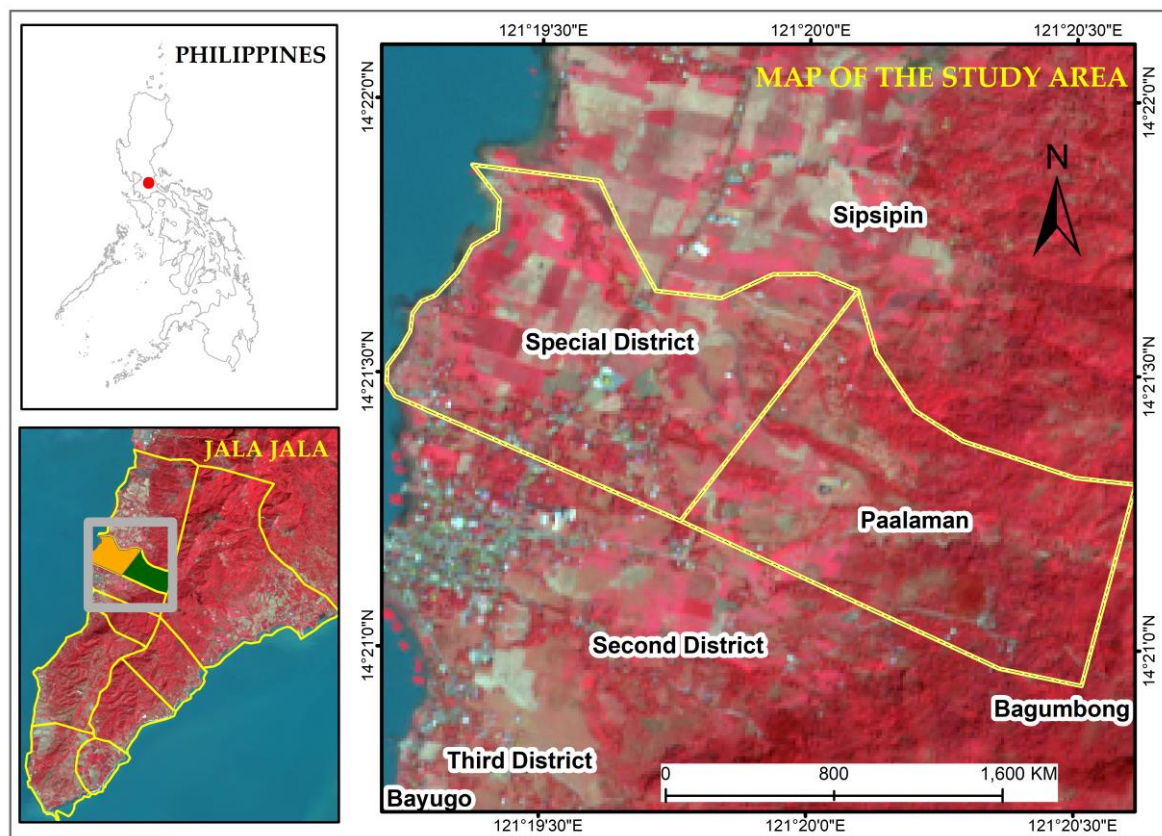 PHILIPPINES
JALA JALA
121°19'30"E 121°20'0"E 121°20'30"E
MAP OF THE STUDY AREA
14°22'0"N 14°22'0"N
N
Sipsipin
Special District
14°21'30"N 14°21'30"N
Paalaman
Second District
14°21'0"N 14°21'0"N
Bagumbong
Third District
0 800 1,600 KM
Bayugo
121°19'30"E 121°20'0"E 121°20'30"E